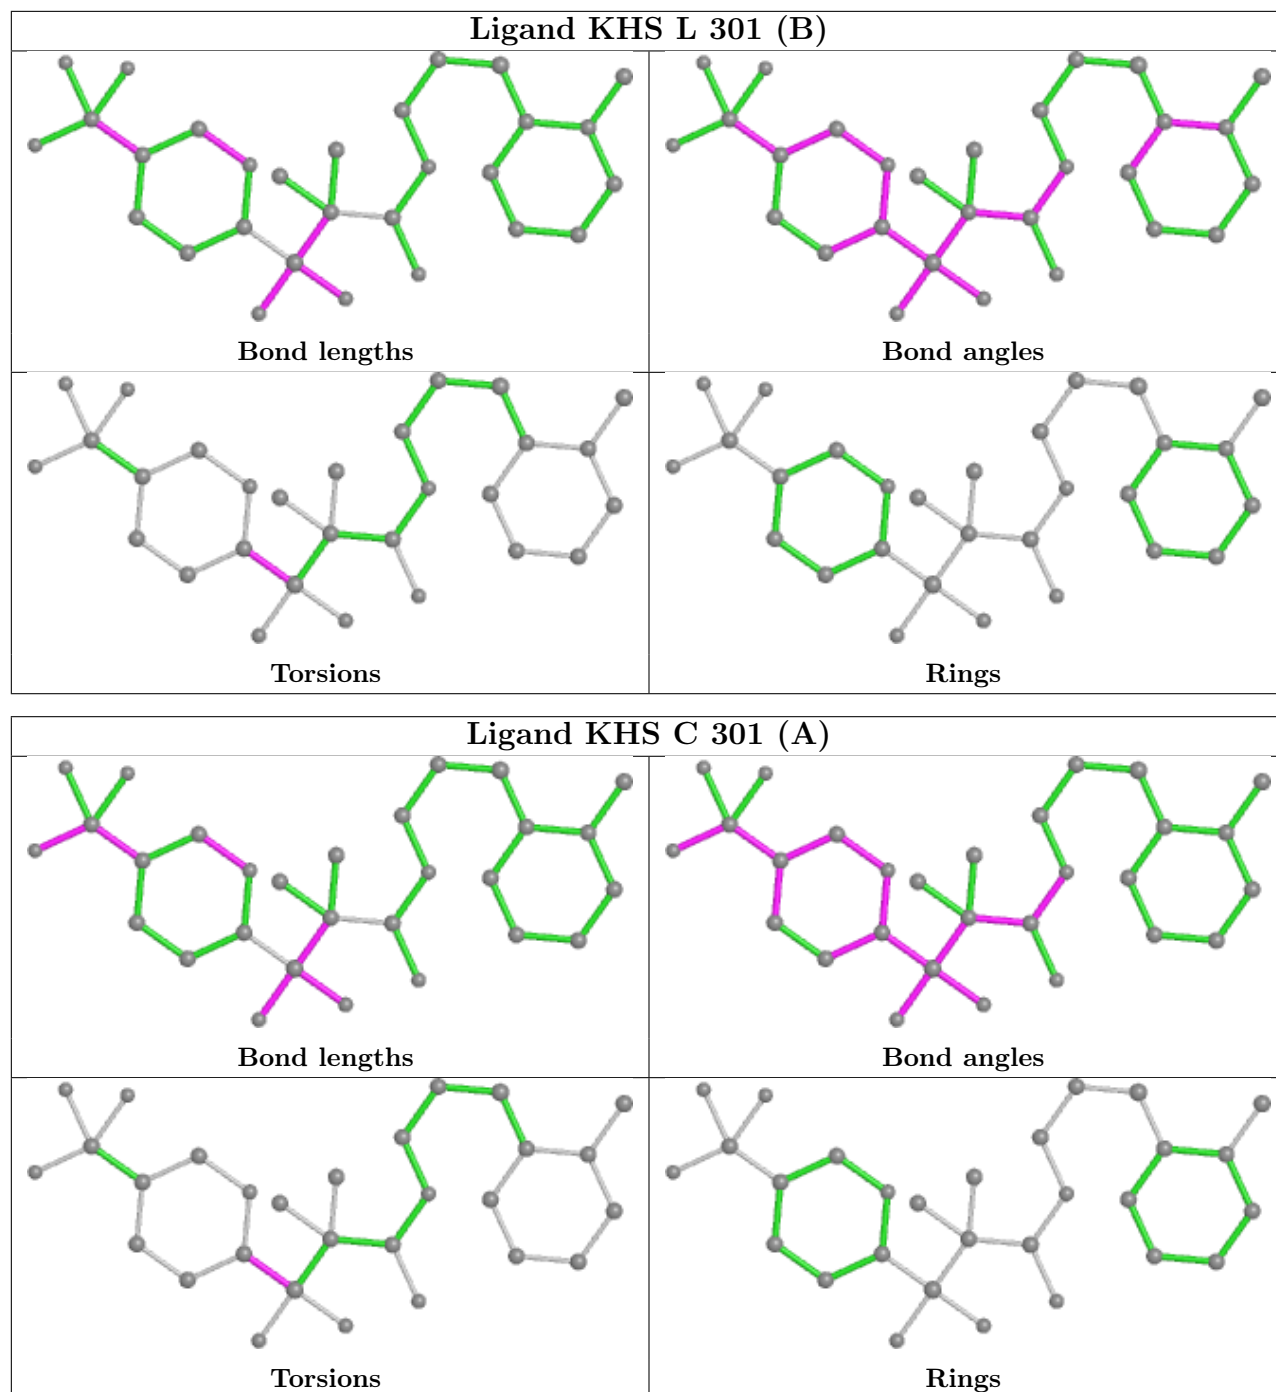 Ligand KHS L 301 (B)
Bond lengths
Bond angles
Torsions
Rings
Ligand KHS C 301 (A)
Bond lengths
Bond angles
Torsions
Rings